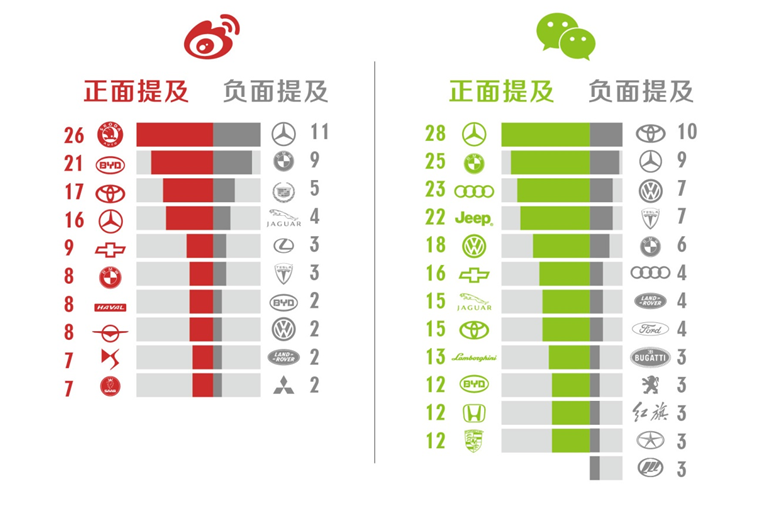 正面提及 负面提及
26 ŠKODA 11
21 BYD 9
17 5
16 JAGUAR 4
9 3
8 TESLA 3
8 HAVAL BYD 2
8 2
7 LAND-ROVER 2
7 2
正面提及 负面提及
28 10
25 9
23 7
22 Jeep TESLA 7
18 6
16 4
15 JAGUAR LAND-ROVER 4
15 Ford 4
13 Lamborghini BUGATTI 3
12 BYD 3
12 红旗 3
12 3
3